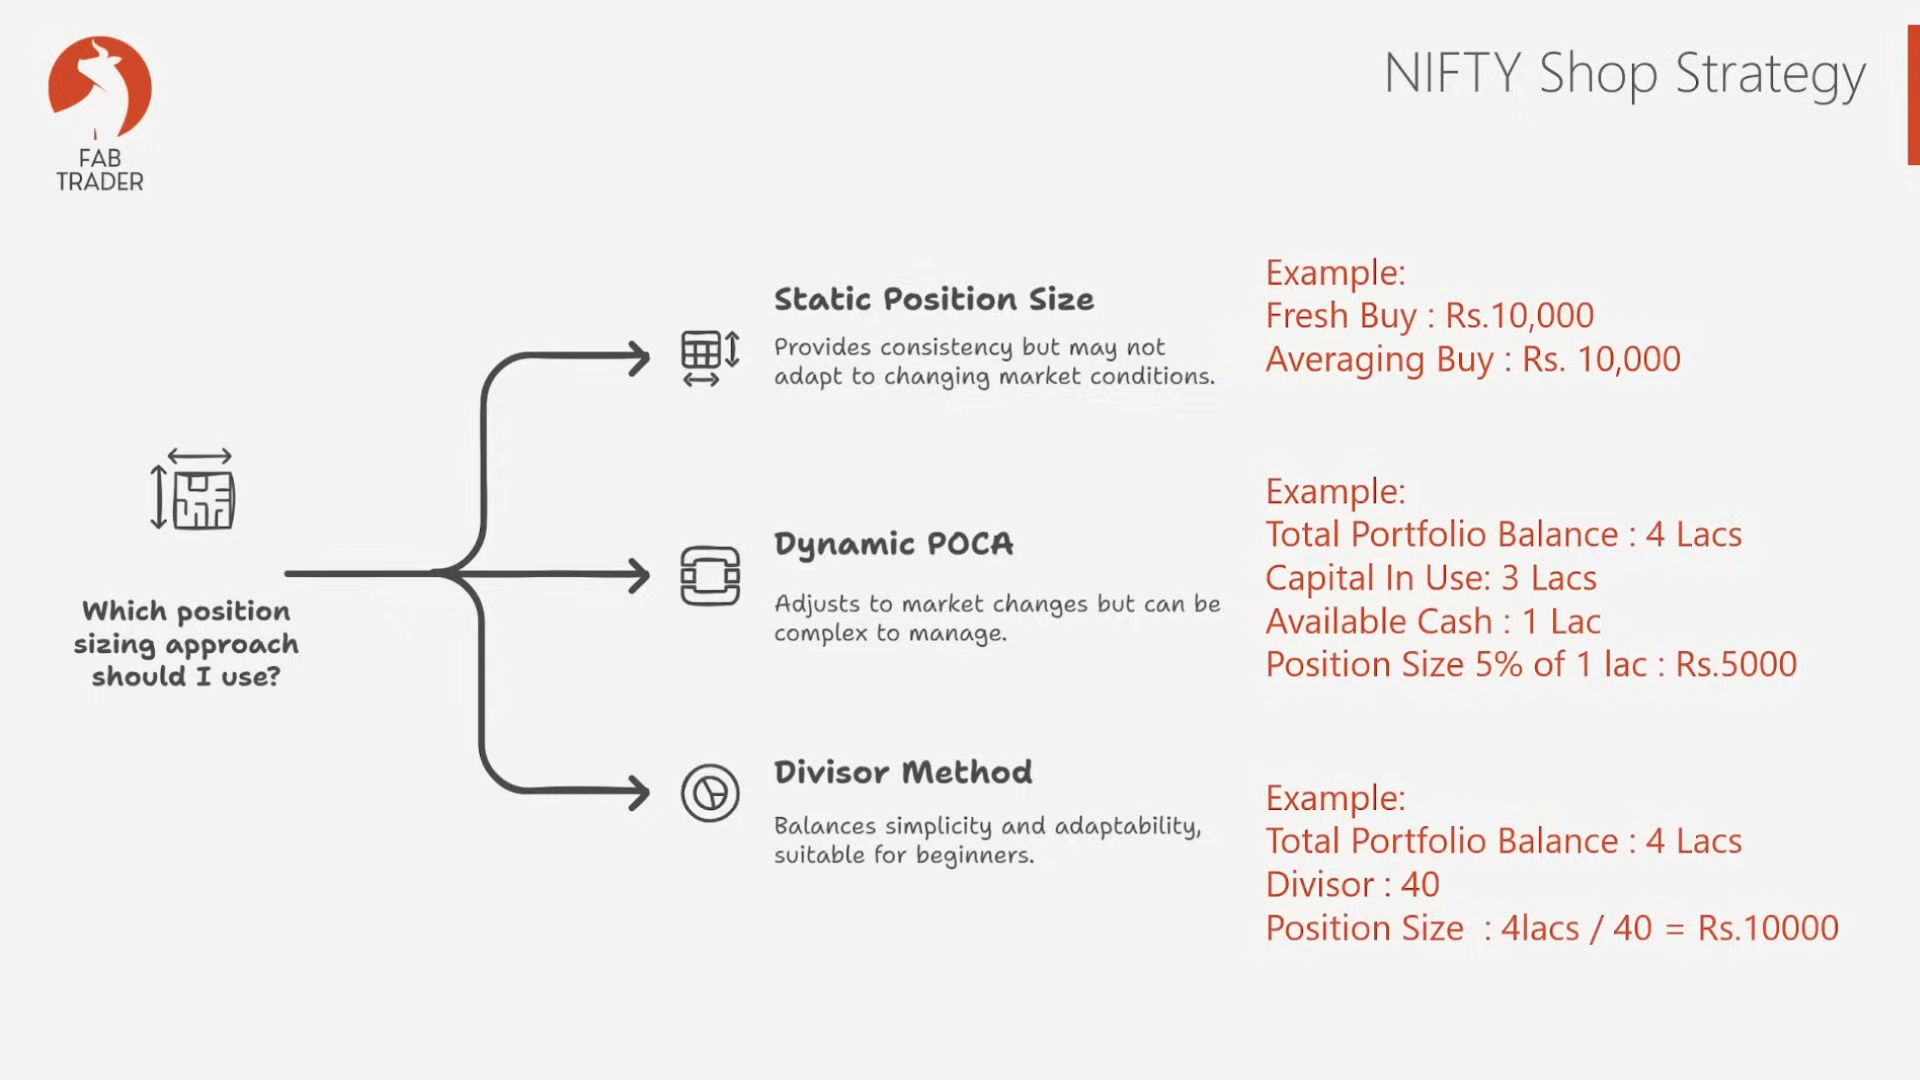 FAB
TRADER
NIFTY Shop Strategy
Which position
sizing approach
should I use?
Static Position Size
Provides consistency but may not
adapt to changing market conditions.
Example:
Fresh Buy : Rs.10,000
Averaging Buy : Rs. 10,000
Dynamic POCA
Adjusts to market changes but can be
complex to manage.
Example:
Total Portfolio Balance : 4 Lacs
Capital In Use: 3 Lacs
Available Cash : 1 Lac
Position Size 5% of 1 lac : Rs.5000
Divisor Method
Balances simplicity and adaptability,
suitable for beginners.
Example:
Total Portfolio Balance : 4 Lacs
Divisor : 40
Position Size  : 4lacs / 40 = Rs.10000